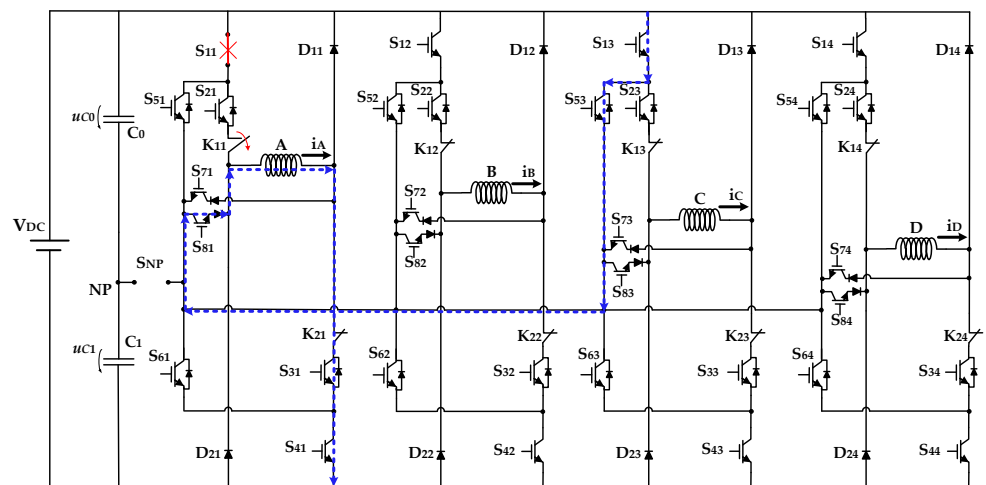 S11 D11 S12 D12 S13 D13 S14 D14
S51 S21 S52 S22 S53 S23 S54 S24
uC0 C0 K11 A iA K12 K13 K14
S71 S72 B iB S73 C iC S74 D iD
VDC S81 S82 S83 S84
SNP
NP
uC1 C1 K21 K22 K23 K24
S61 S31 S62 S32 S63 S33 S64 S34
D21 S41 D22 S42 D23 S43 D24 S44